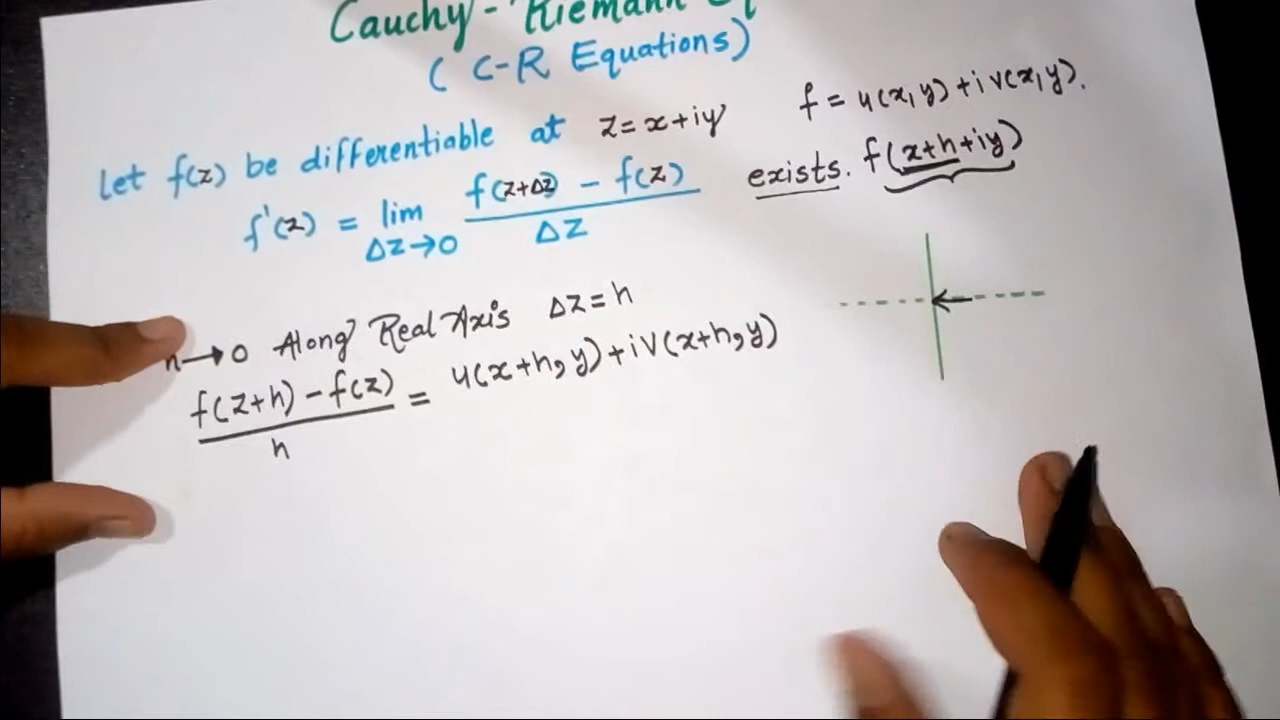 Cauchy - Riemann
( C-R Equations)
Let f(z) be differentiable at z=x+iy f = u(x,y)+iv(x,y).
f'(z) = lim Δz→0 f(z+Δz) - f(z) / Δz exists. f(x+h+iy)
h→0 Along Real Axis Δz=h
f(z+h) - f(z) / h = u(x+h,y)+iv(x+h,y)